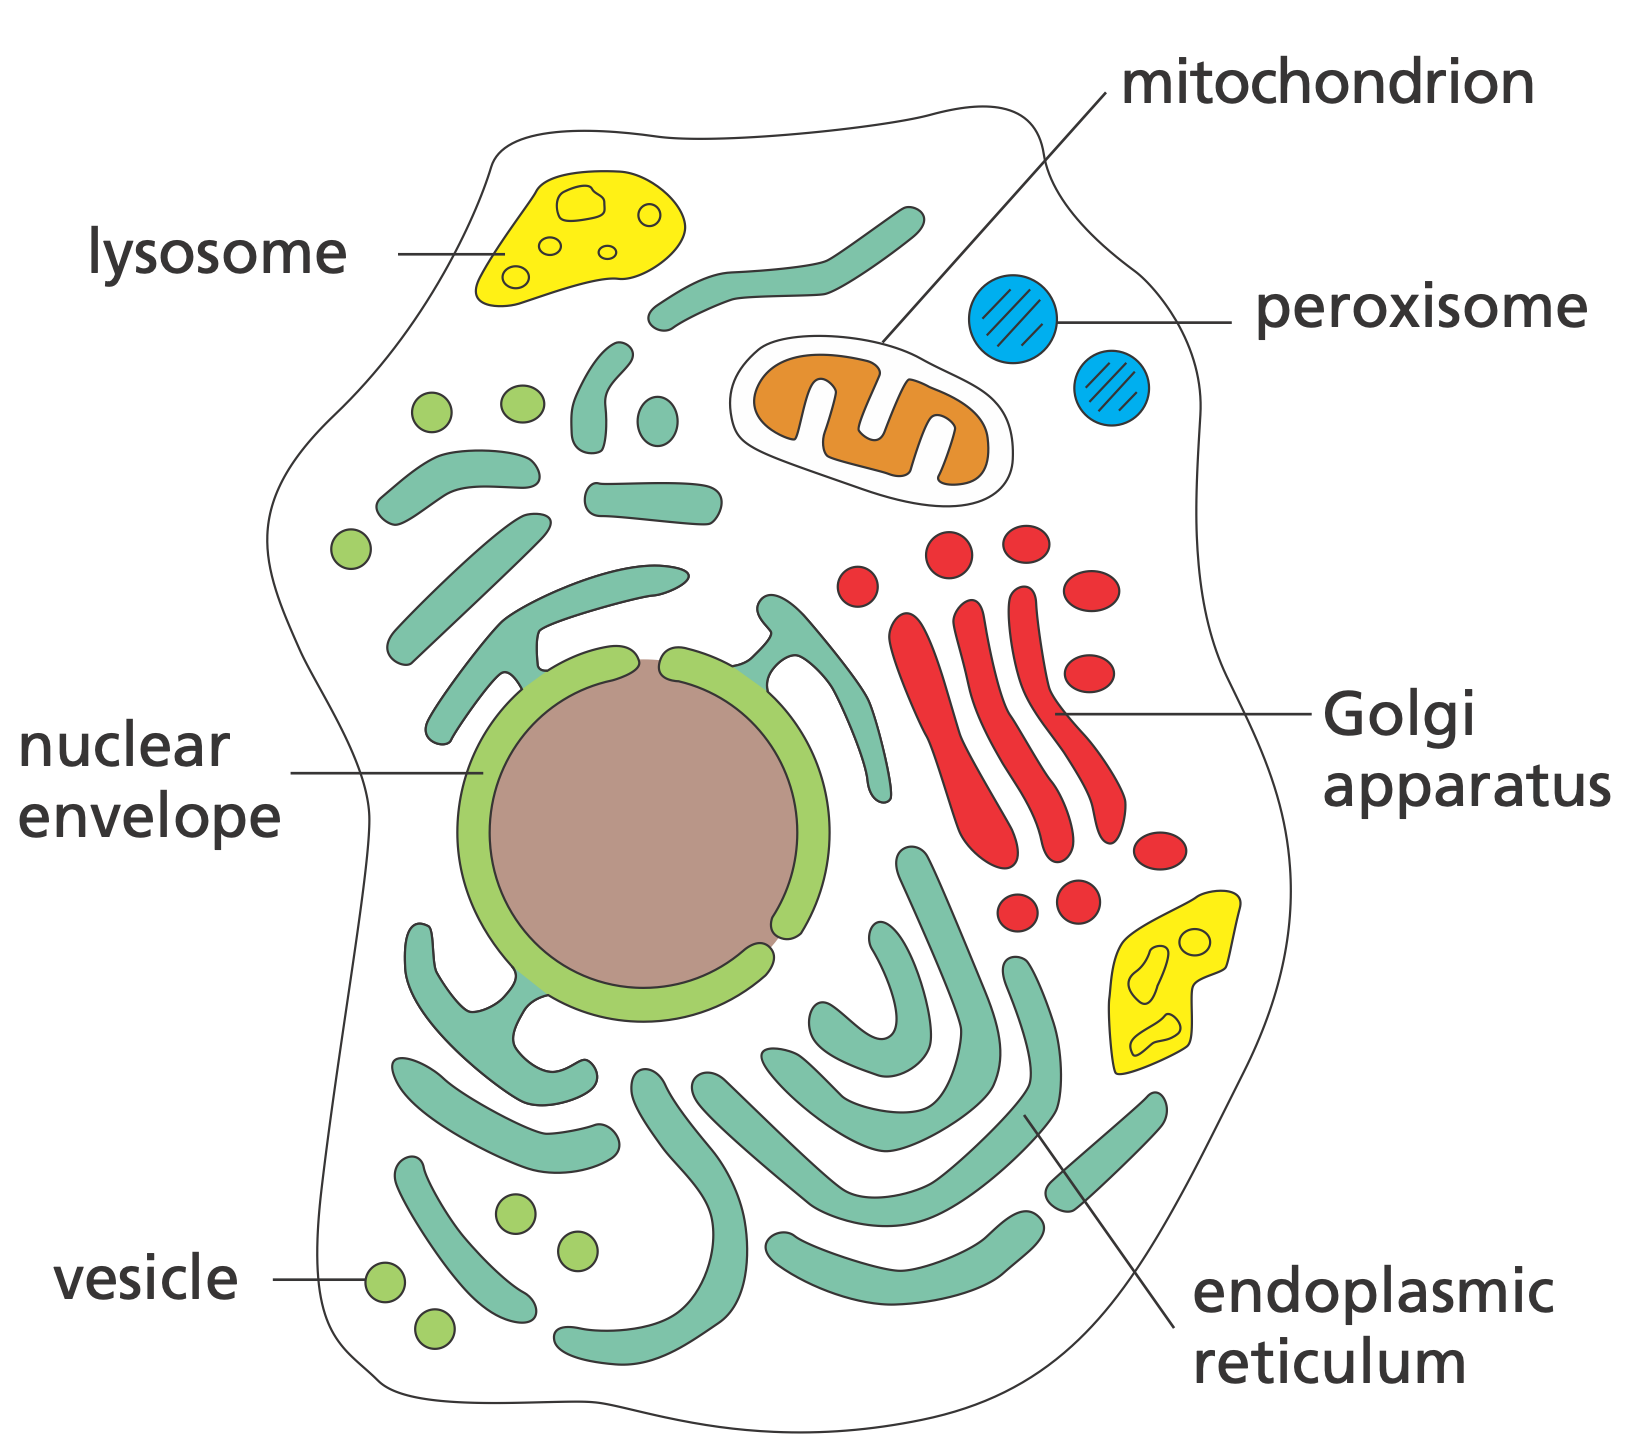 mitochondrion
lysosome
peroxisome
Golgi
apparatus
nuclear
envelope
vesicle
endoplasmic
reticulum